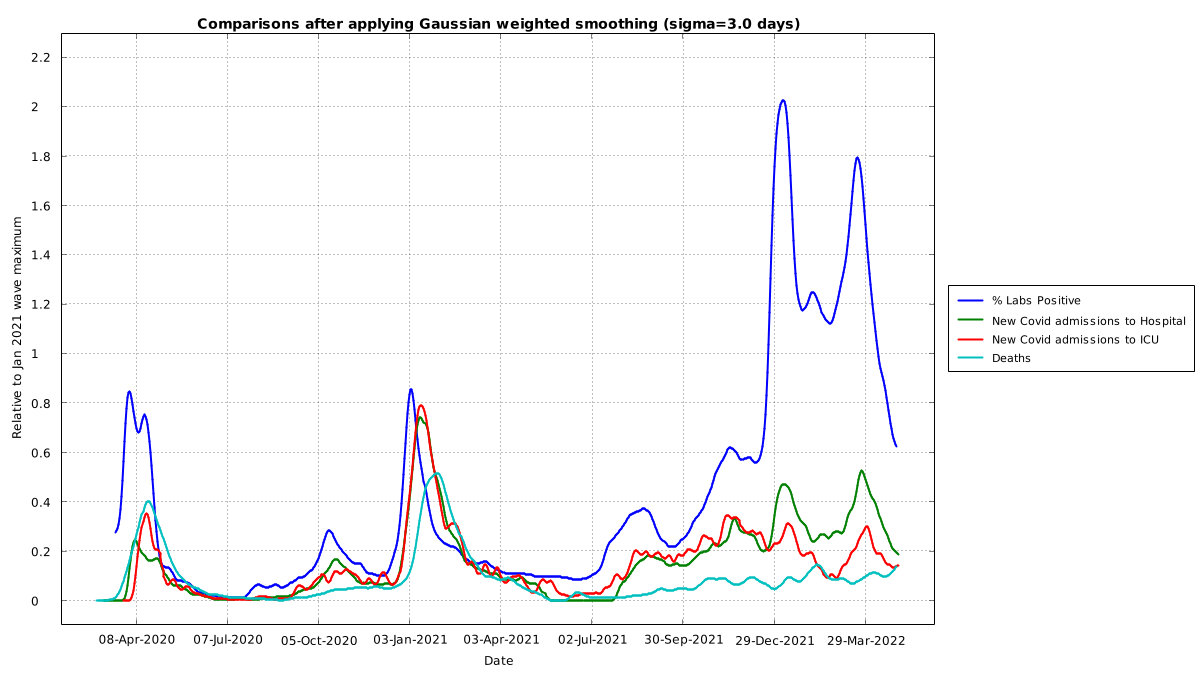 Comparisons after applying Gaussian weighted smoothing (sigma=3.0 days)
Relative to Jan 2021 wave maximum
2.2
2
1.8
1.6
1.4
1.2
1
0.8
0.6
0.4
0.2
0
08-Apr-2020 07-Jul-2020 05-Oct-2020 03-Jan-2021 03-Apr-2021 02-Jul-2021 30-Sep-2021 29-Dec-2021 29-Mar-2022
Date
% Labs Positive
New Covid admissions to Hospital
New Covid admissions to ICU
Deaths